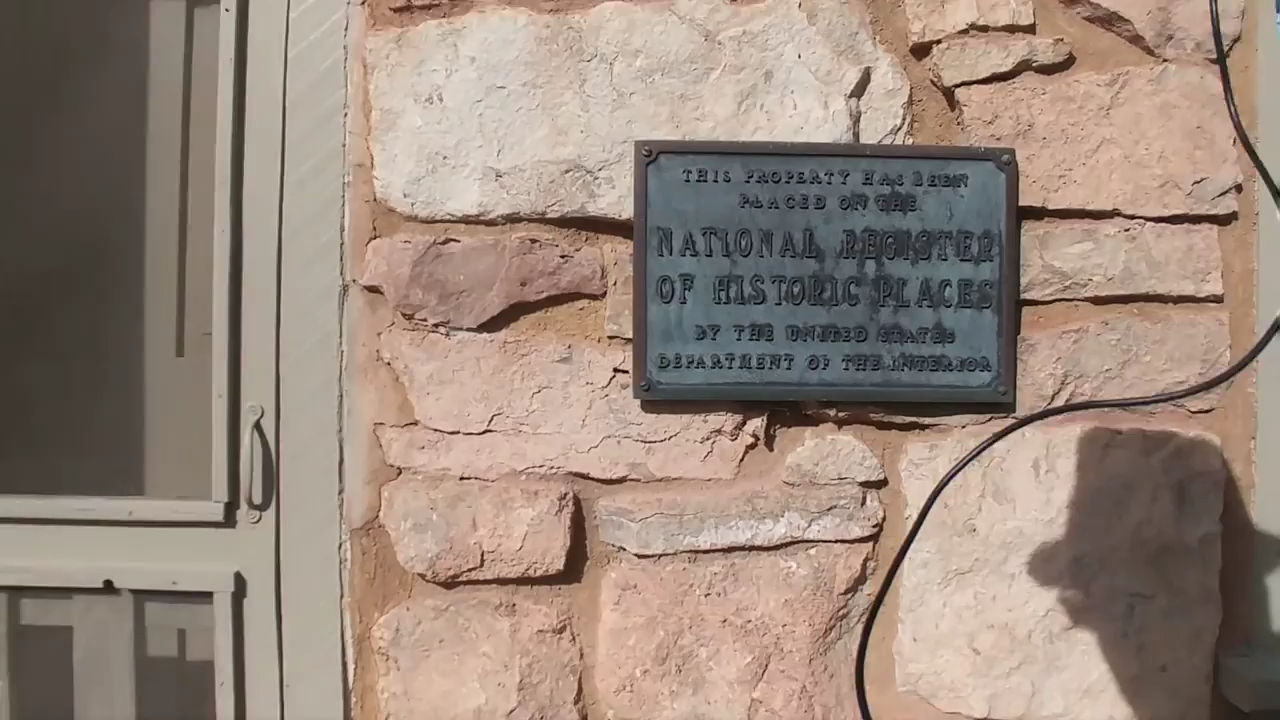 THIS PROPERTY HAS BEEN
PLACED ON THE
NATIONAL REGISTER
OF HISTORIC PLACES
BY THE UNITED STATES
DEPARTMENT OF THE INTERIOR